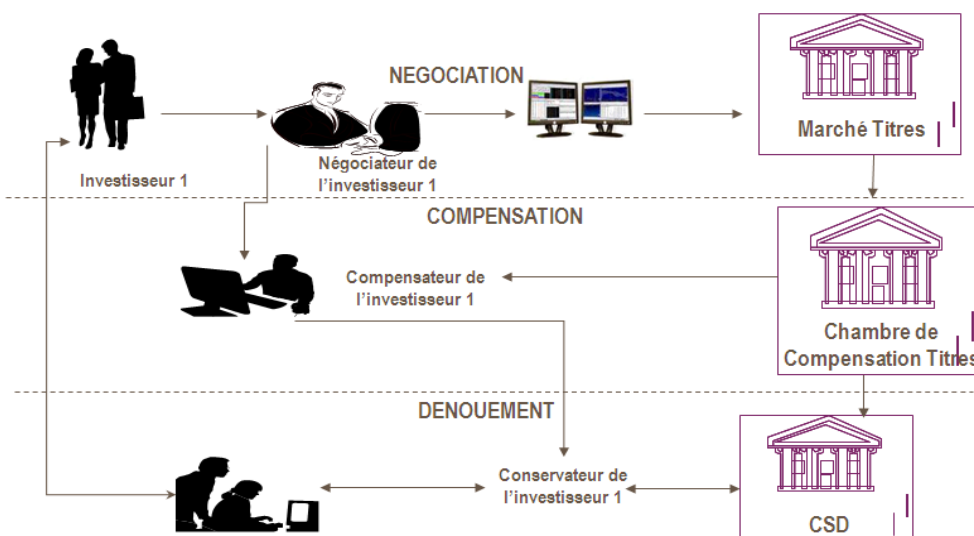 NEGOCIATION
Marché Titres
Investisseur 1
Négociateur de
l'investisseur 1
COMPENSATION
Compensateur de
l'investisseur 1
Chambre de
Compensation Titres
DENOUEMENT
Conservateur de
l'investisseur 1
CSD